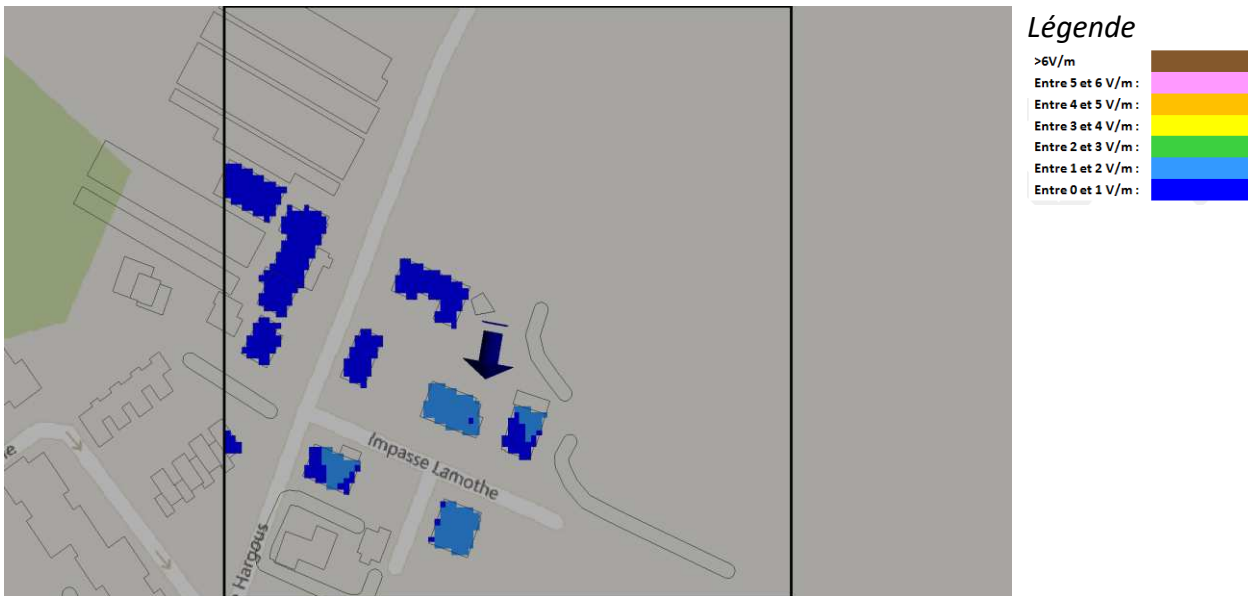 Légende
>6V/m
Entre 5 et 6 V/m :
Entre 4 et 5 V/m :
Entre 3 et 4 V/m :
Entre 2 et 3 V/m :
Entre 1 et 2 V/m :
Entre 0 et 1 V/m :
Impasse Lamothe
Hargous